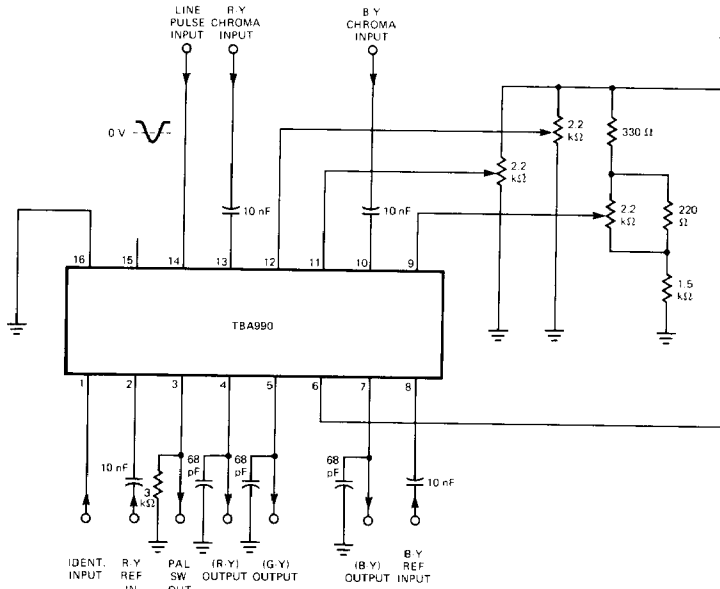 LINE
PULSE
INPUT
R-Y
CHROMA
INPUT
B-Y
CHROMA
INPUT
0 V
10 nF
10 nF
2.2
kΩ
2.2
kΩ
330 Ω
2.2
kΩ
220
Ω
1.5
kΩ
16 15 14 13 12 11 10 9
TBA990
1 2 3 4 5 6 7 8
10 nF
3
kΩ
68
pF
68
pF
68
pF
10 nF
IDENT.
INPUT
R-Y
REF
IN
PAL
SW
OUT
(R-Y)
OUTPUT
(G-Y)
OUTPUT
(B-Y)
OUTPUT
B-Y
REF
INPUT